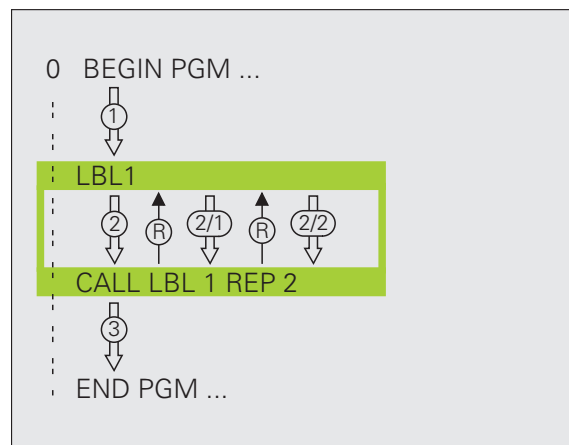 0 BEGIN PGM ...
1
LBL1
2 R 2/1 R 2/2
CALL LBL 1 REP 2
3
END PGM ...